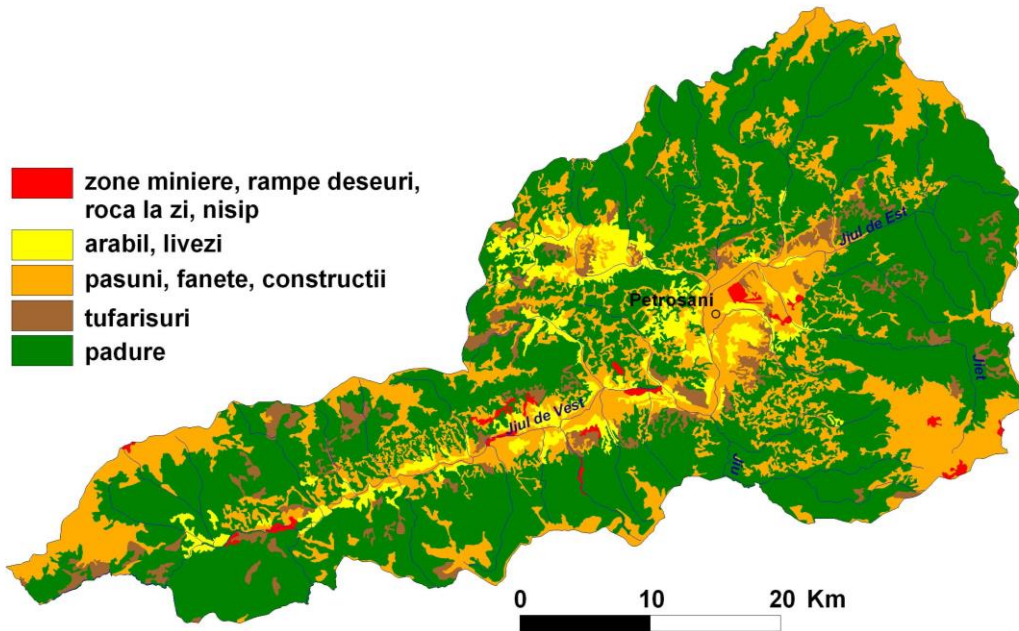 zone miniere, rampe deseuri,
roca la zi, nisip
arabil, livezi
pasuni, fanete, constructii
tufarisuri
padure
Jiul de Est
Petrosani
Jiet
Jiul de Vest
Jiu
0 10 20 Km